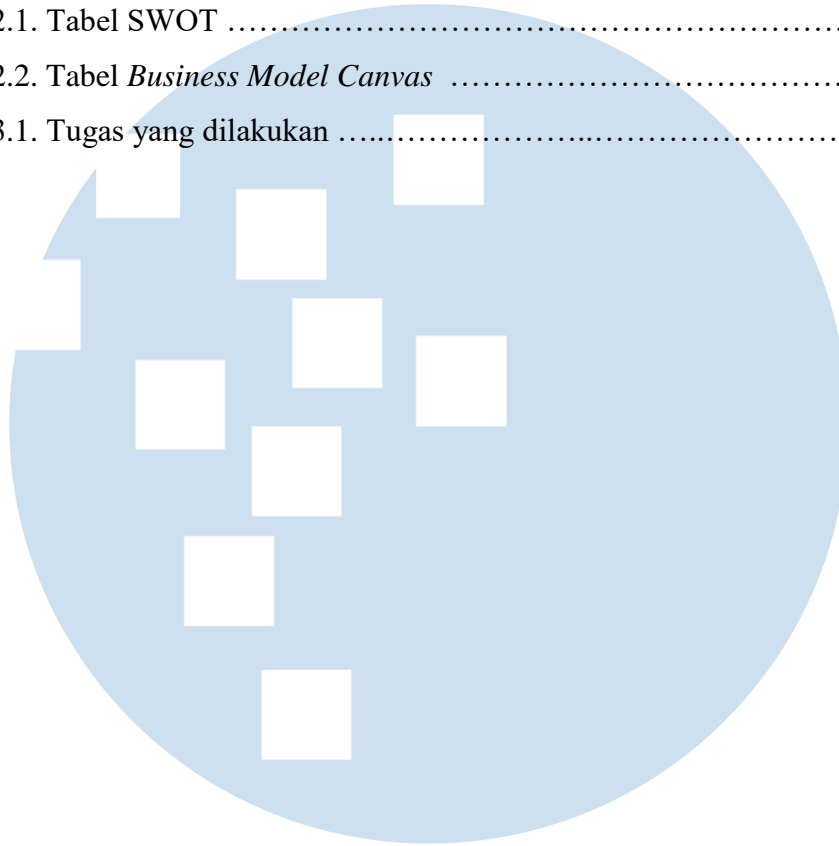 2.1. Tabel SWOT ……………………………………………………
2.2. Tabel Business Model Canvas ………………………………
3.1. Tugas yang dilakukan …..………………..……………………